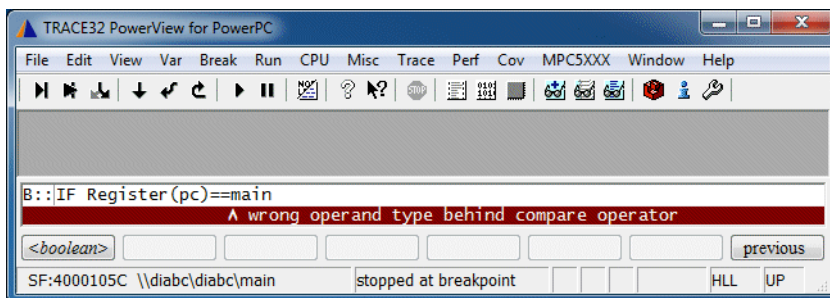 TRACE32 PowerView for PowerPC
File Edit View Var Break Run CPU Misc Trace Perf Cov MPC5XXX Window Help
B::IF Register(pc)==main
^ wrong operand type behind compare operator
<boolean> previous
SF:4000105C \\diabc\diabc\main stopped at breakpoint HLL UP